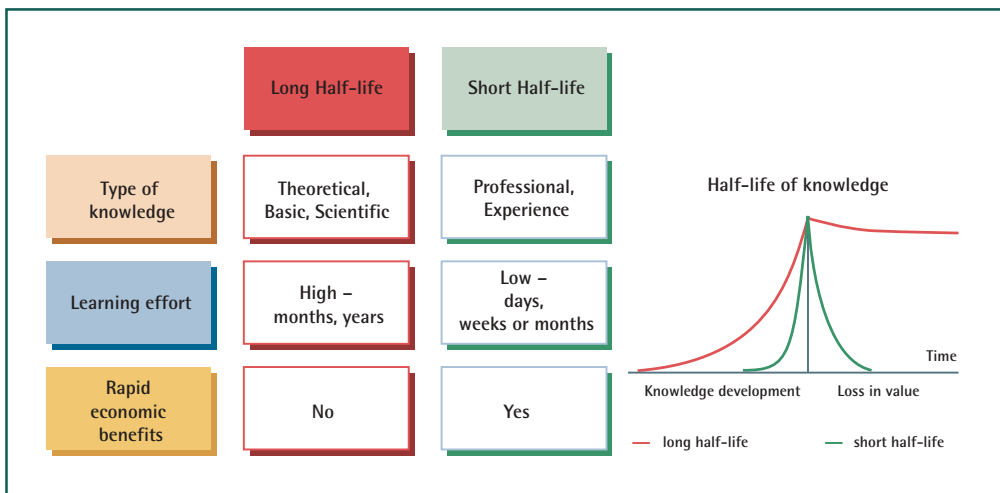 Long Half-life
Short Half-life
Type of
knowledge
Theoretical,
Basic, Scientific
Professional,
Experience
Learning effort
High –
months, years
Low –
days,
weeks or months
Rapid
economic
benefits
No
Yes
Half-life of knowledge
Time
Knowledge development
Loss in value
long half-life
short half-life